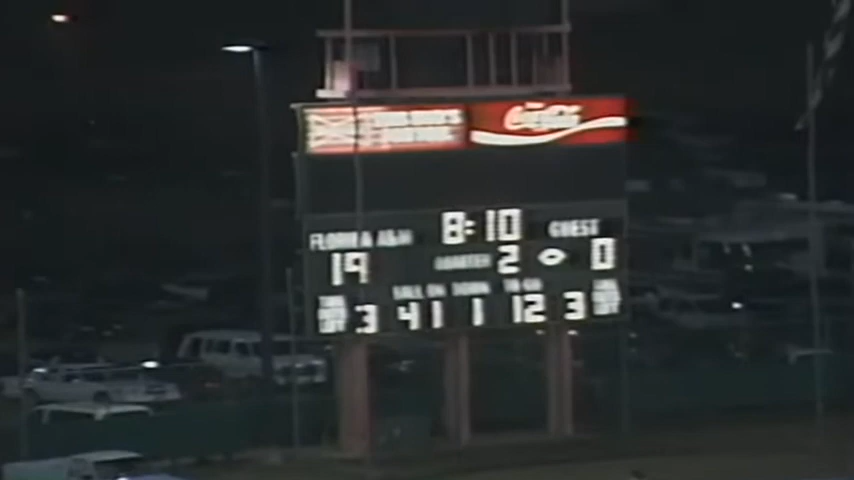 Coca-Cola
FLORIDA A&M 8:10 GUEST
19 QUARTER 2 0
BALL ON DOWN TO GO
3 41 1 12 3